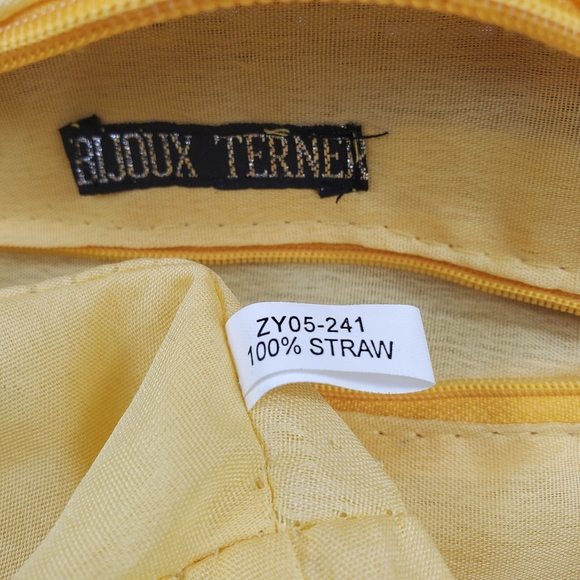 BIJOUX TERNER
ZY05-241
100% STRAW